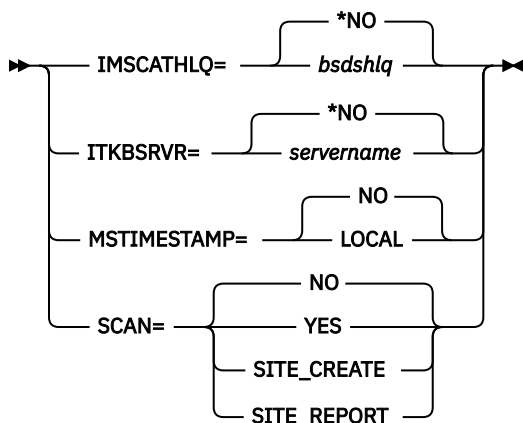 *NO
IMSCATHLQ= bsdshlq
*NO
ITKBSRVR= servername
NO
MSTIMESTAMP= LOCAL
NO
SCAN= YES
SITE_CREATE
SITE_REPORT